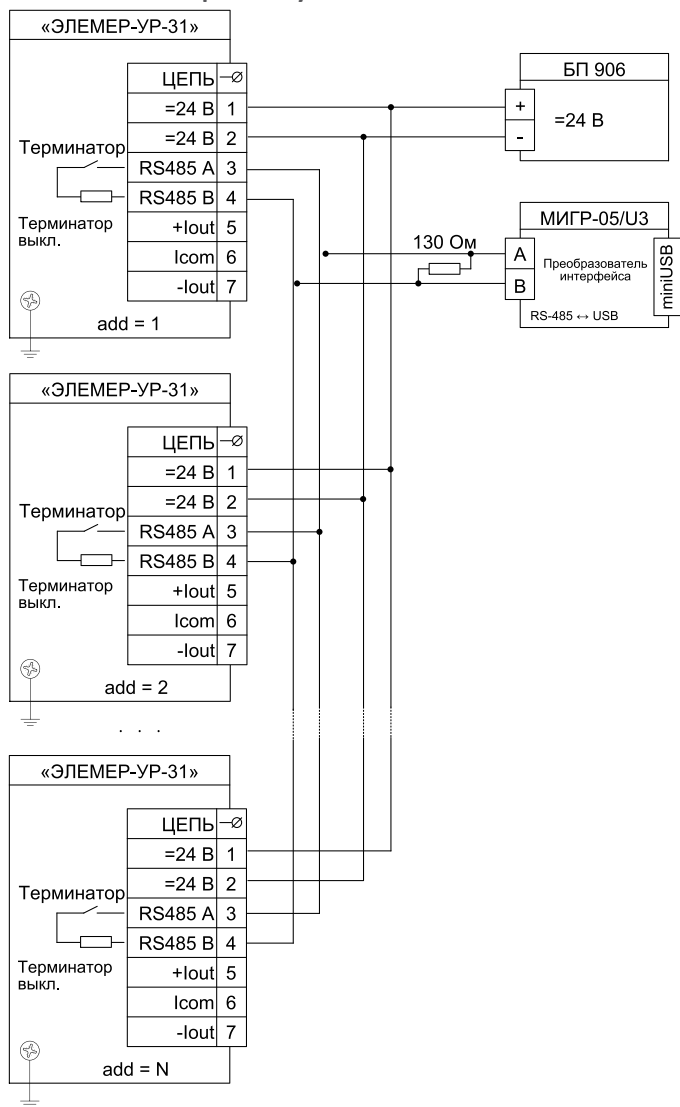 «ЭЛЕМЕР-УР-31»
ЦЕПЬ
=24 В 1
=24 В 2
Терминатор
RS485 A 3
RS485 B 4
Терминатор
выкл.
+Iout 5
Icom 6
-Iout 7
add = 1
БП 906
+
=24 В
-
МИГР-05/U3
130 Ом
A
Преобразователь
интерфейса
B
miniUSB
RS-485 ↔ USB
«ЭЛЕМЕР-УР-31»
ЦЕПЬ
=24 В 1
=24 В 2
Терминатор
RS485 A 3
RS485 B 4
Терминатор
выкл.
+Iout 5
Icom 6
-Iout 7
add = 2
. . .
«ЭЛЕМЕР-УР-31»
ЦЕПЬ
=24 В 1
=24 В 2
Терминатор
RS485 A 3
RS485 B 4
Терминатор
выкл.
+Iout 5
Icom 6
-Iout 7
add = N